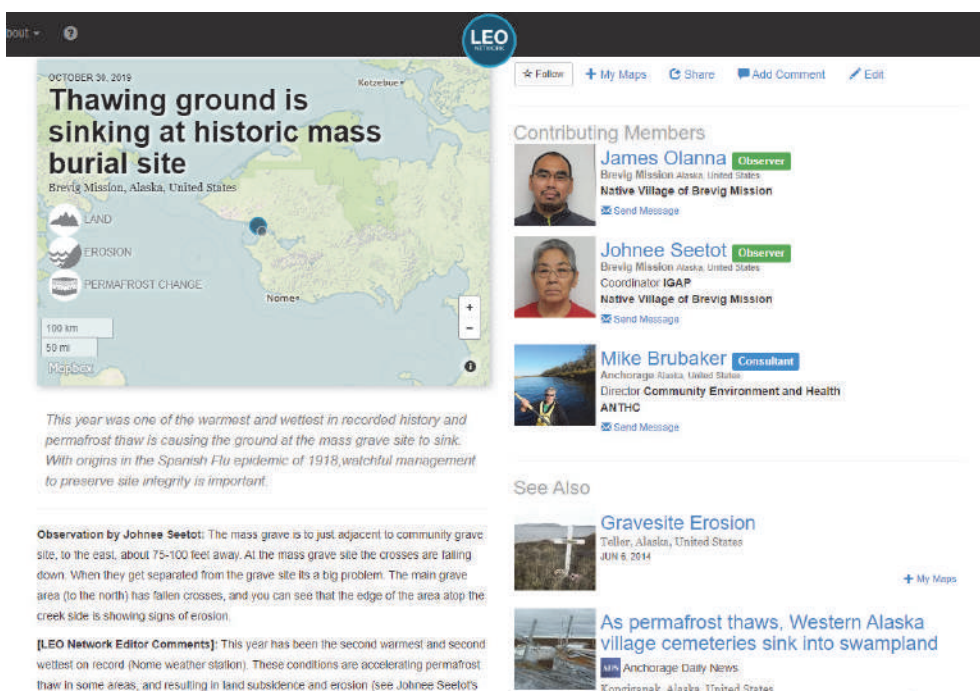 bout
?
LEO
NETWORK
OCTOBER 30, 2019
Thawing ground is
sinking at historic mass
burial site
Brevig Mission, Alaska, United States
LAND
EROSION
PERMAFROST CHANGE
Kotzebue
Nome
+
−
100 km
50 mi
Mapbox
This year was one of the warmest and wettest in recorded history and
permafrost thaw is causing the ground at the mass grave site to sink.
With origins in the Spanish Flu epidemic of 1918,watchful management
to preserve site integrity is important.
Observation by Johnee Seetot: The mass grave is to just adjacent to community grave
site, to the east, about 75-100 feet away. At the mass grave site the crosses are falling
down. When they get separated from the grave site its a big problem. The main grave
area (to the north) has fallen crosses, and you can see that the edge of the area atop the
creek side is showing signs of erosion.
[LEO Network Editor Comments]: This year has been the second warmest and second
wettest on record (Nome weather station). These conditions are accelerating permafrost
thaw in some areas, and resulting in land subsidence and erosion (see Johnee Seetot's
Follow
+ My Maps
Share
Add Comment
Edit
Contributing Members
James Olanna Observer
Brevig Mission Alaska, United States
Native Village of Brevig Mission
Send Message
Johnee Seetot Observer
Brevig Mission Alaska, United States
Coordinator IGAP
Native Village of Brevig Mission
Send Message
Mike Brubaker Consultant
Anchorage Alaska, United States
Director Community Environment and Health
ANTHC
Send Message
See Also
Gravesite Erosion
Teller, Alaska, United States
JUN 6, 2014
+ My Maps
As permafrost thaws, Western Alaska
village cemeteries sink into swampland
ADN Anchorage Daily News
Kongiganak, Alaska, United States